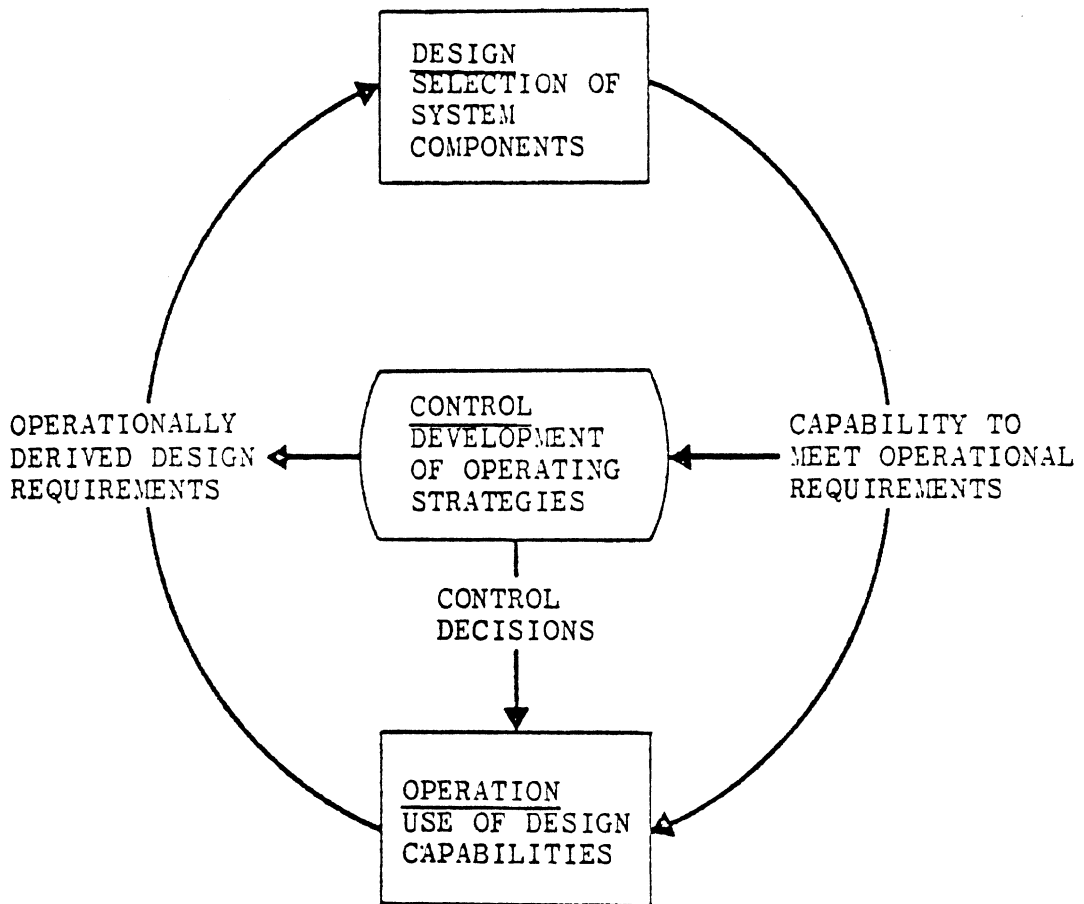 DESIGN
SELECTION OF
SYSTEM
COMPONENTS
OPERATIONALLY
DERIVED DESIGN
REQUIREMENTS
CONTROL
DEVELOPMENT
OF OPERATING
STRATEGIES
CAPABILITY TO
MEET OPERATIONAL
REQUIREMENTS
CONTROL
DECISIONS
OPERATION
USE OF DESIGN
CAPABILITIES